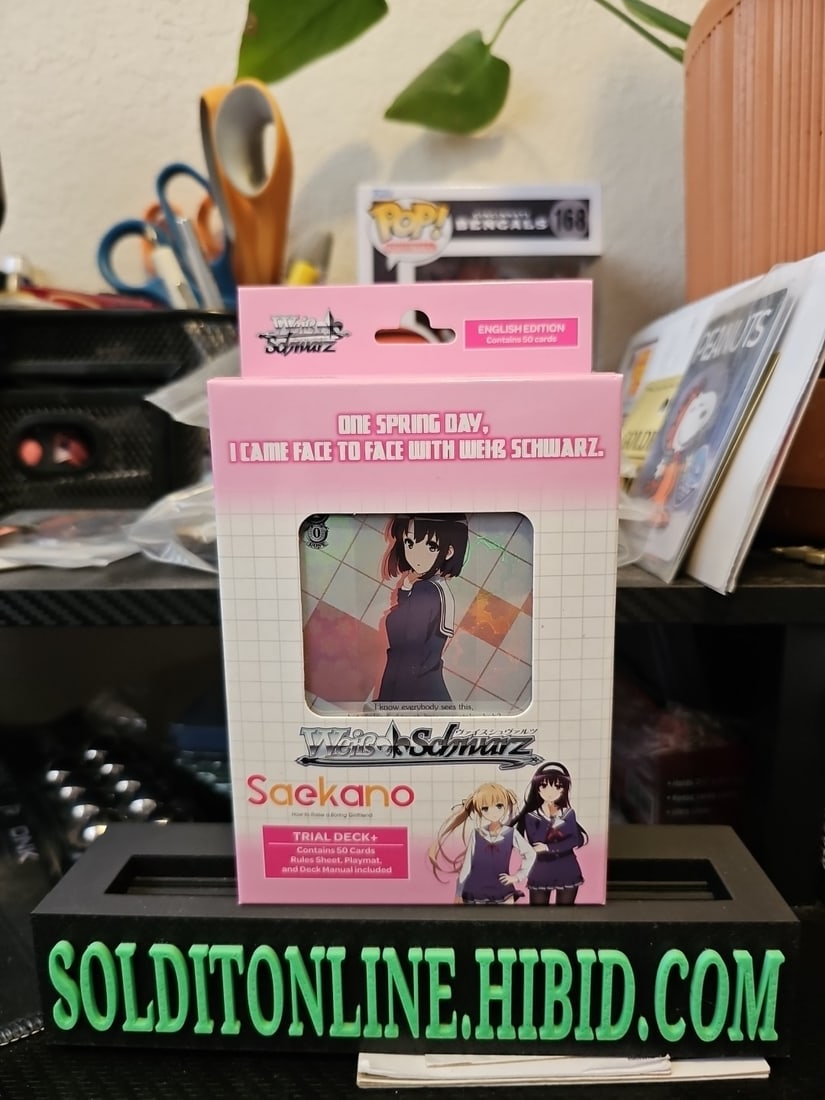 POP!
CINCINNATI
BENGALS
168
Weiß Schwarz
ENGLISH EDITION
Contains 50 cards
PEANUTS
ONE SPRING DAY,
I CAME FACE TO FACE WITH WEIß SCHWARZ.
0
I know everybody sees this,
ヴァイスシュヴァルツ
Weiß Schwarz
Saekano
How to Raise a Boring Girlfriend
TRIAL DECK+
Contains 50 Cards
Rules Sheet, Playmat,
and Deck Manual included
SOLDITONLINE.HIBID.COM